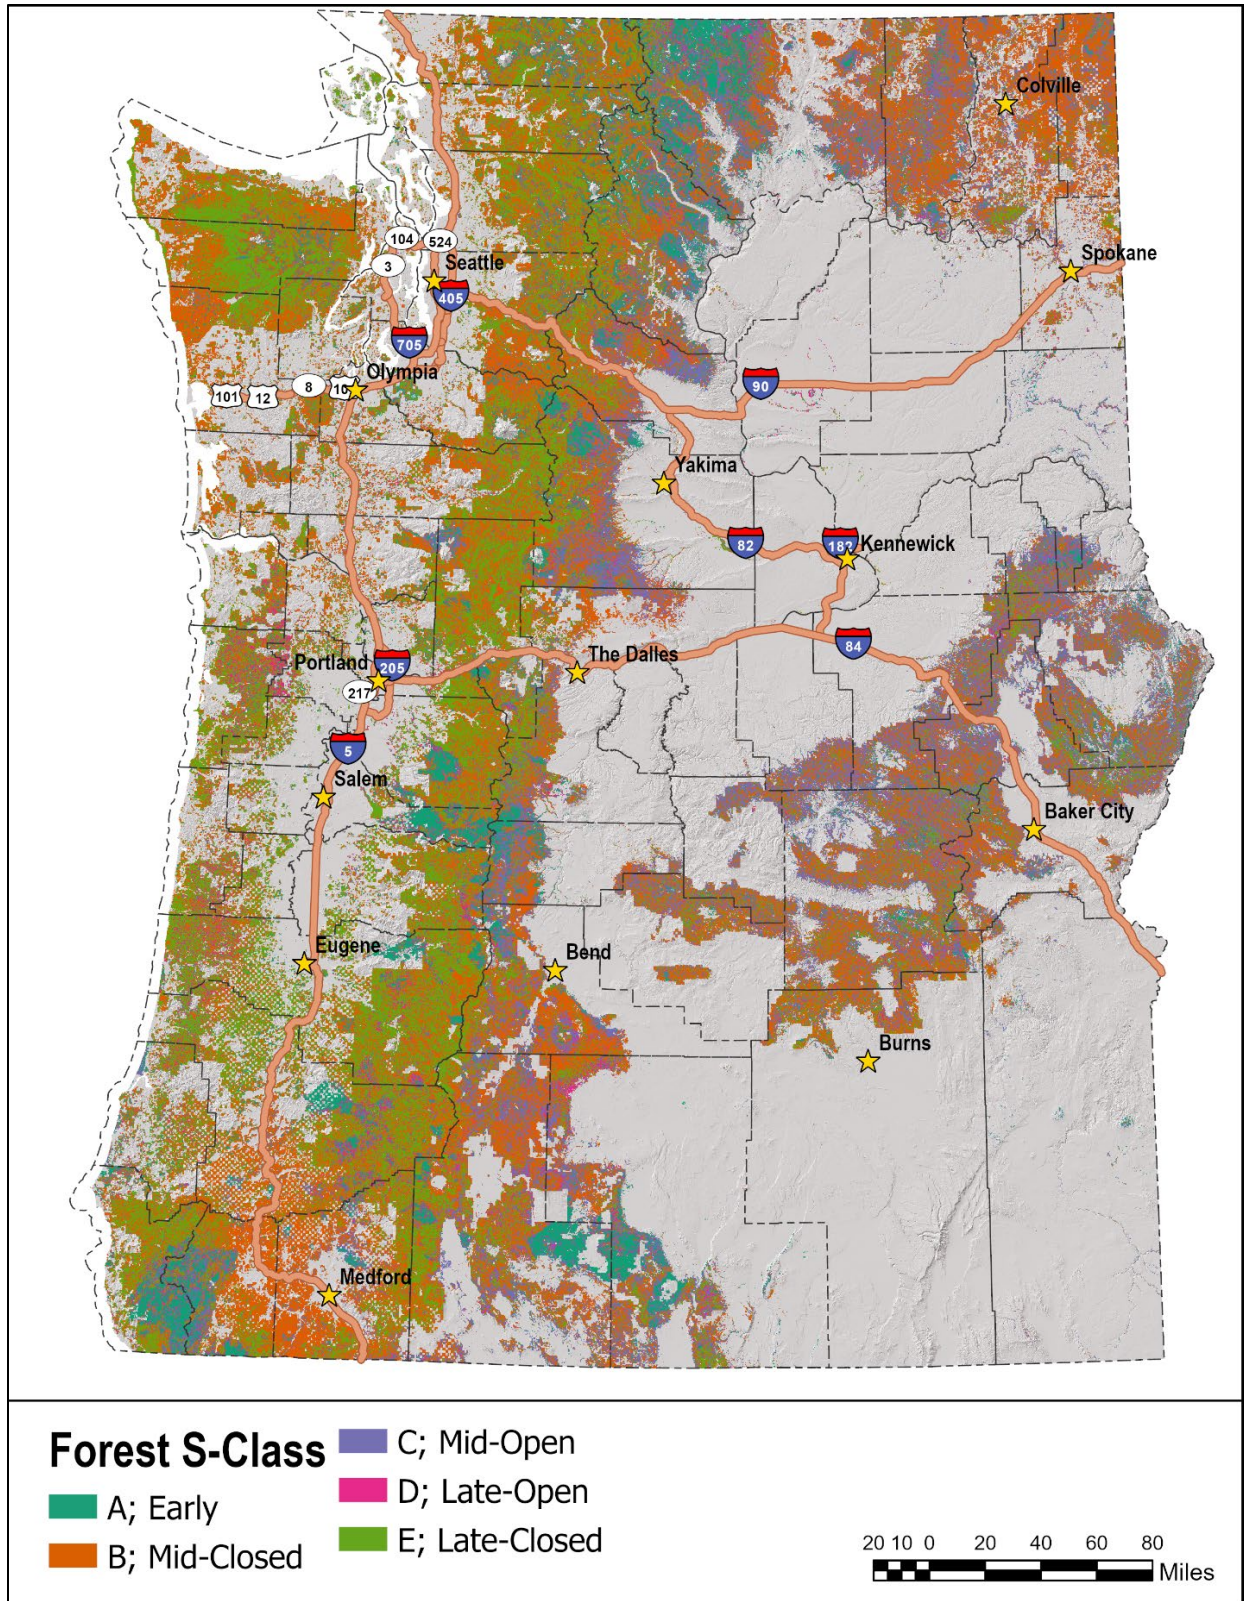 Colville
104
524
3
Seattle
Spokane
405
705
Olympia
101
12
8
10
90
Yakima
82
182
Kennewick
84
Portland
205
The Dalles
217
5
Salem
Baker City
Eugene
Bend
Burns
Medford
Forest S-Class
A; Early
B; Mid-Closed
C; Mid-Open
D; Late-Open
E; Late-Closed
20 10 0 20 40 60 80
Miles